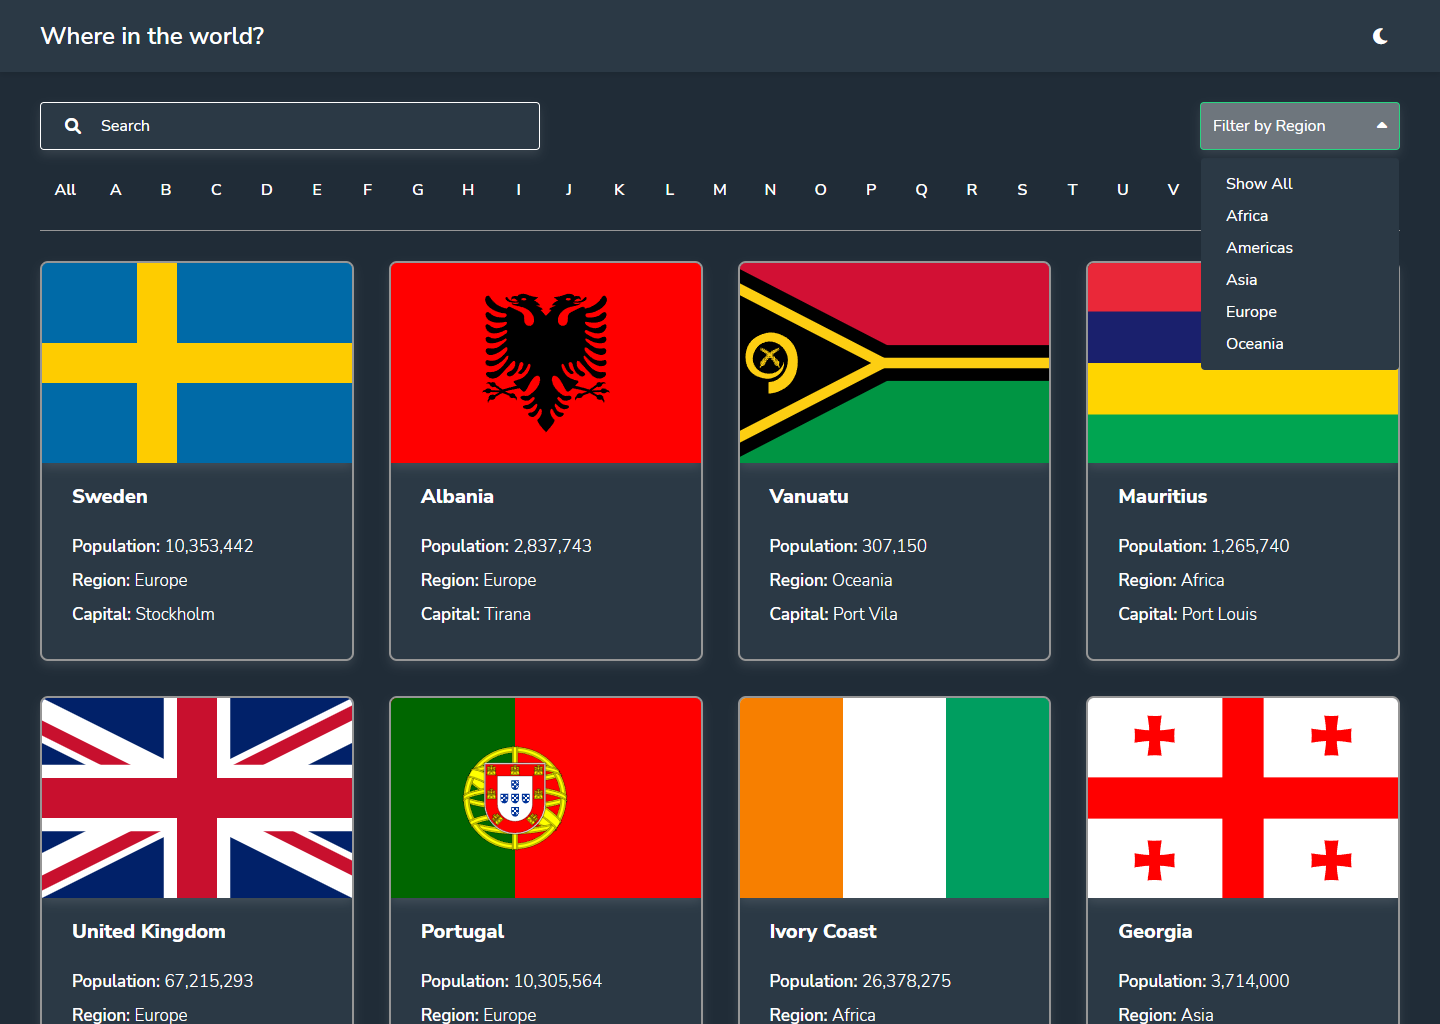 Where in the world?
Search
Filter by Region
All A B C D E F G H I J K L M N O P Q R S T U V
Show All
Africa
Americas
Asia
Europe
Oceania
Sweden
Population: 10,353,442
Region: Europe
Capital: Stockholm
Albania
Population: 2,837,743
Region: Europe
Capital: Tirana
Vanuatu
Population: 307,150
Region: Oceania
Capital: Port Vila
Mauritius
Population: 1,265,740
Region: Africa
Capital: Port Louis
United Kingdom
Population: 67,215,293
Region: Europe
Portugal
Population: 10,305,564
Region: Europe
Ivory Coast
Population: 26,378,275
Region: Africa
Georgia
Population: 3,714,000
Region: Asia